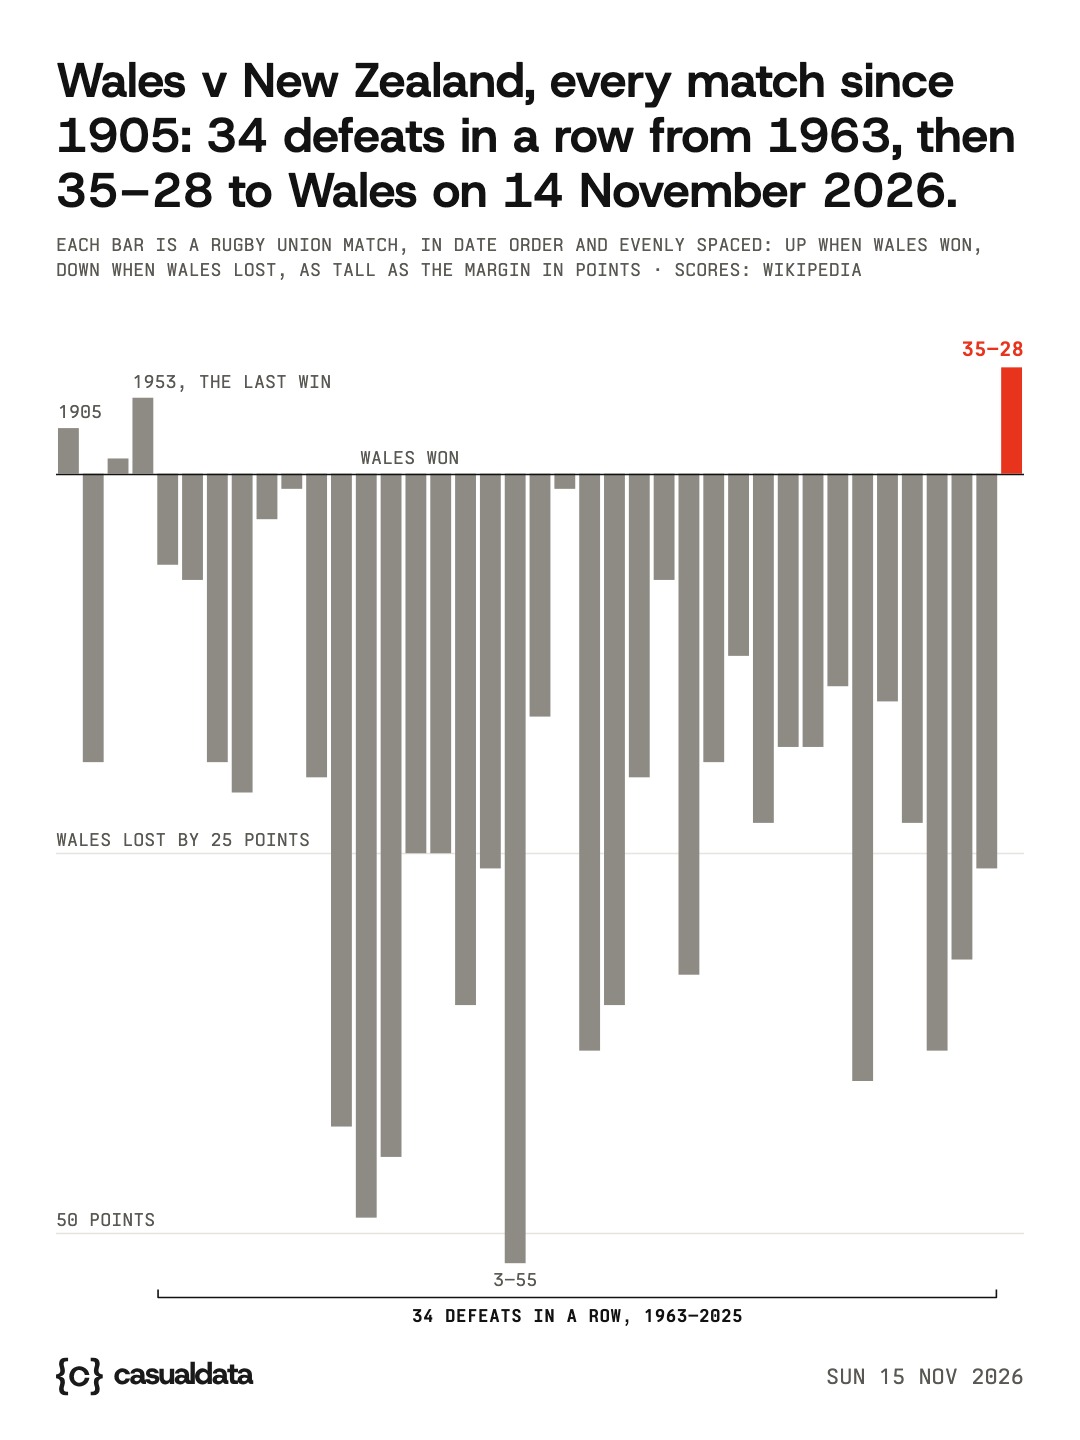 Wales v New Zealand, every match since
1905: 34 defeats in a row from 1963, then
35–28 to Wales on 14 November 2026.
EACH BAR IS A RUGBY UNION MATCH, IN DATE ORDER AND EVENLY SPACED: UP WHEN WALES WON,
DOWN WHEN WALES LOST, AS TALL AS THE MARGIN IN POINTS · SCORES: WIKIPEDIA
35–28
1953, THE LAST WIN
1905
WALES WON
WALES LOST BY 25 POINTS
50 POINTS
3–55
34 DEFEATS IN A ROW, 1963–2025
{c} casualdata
SUN 15 NOV 2026